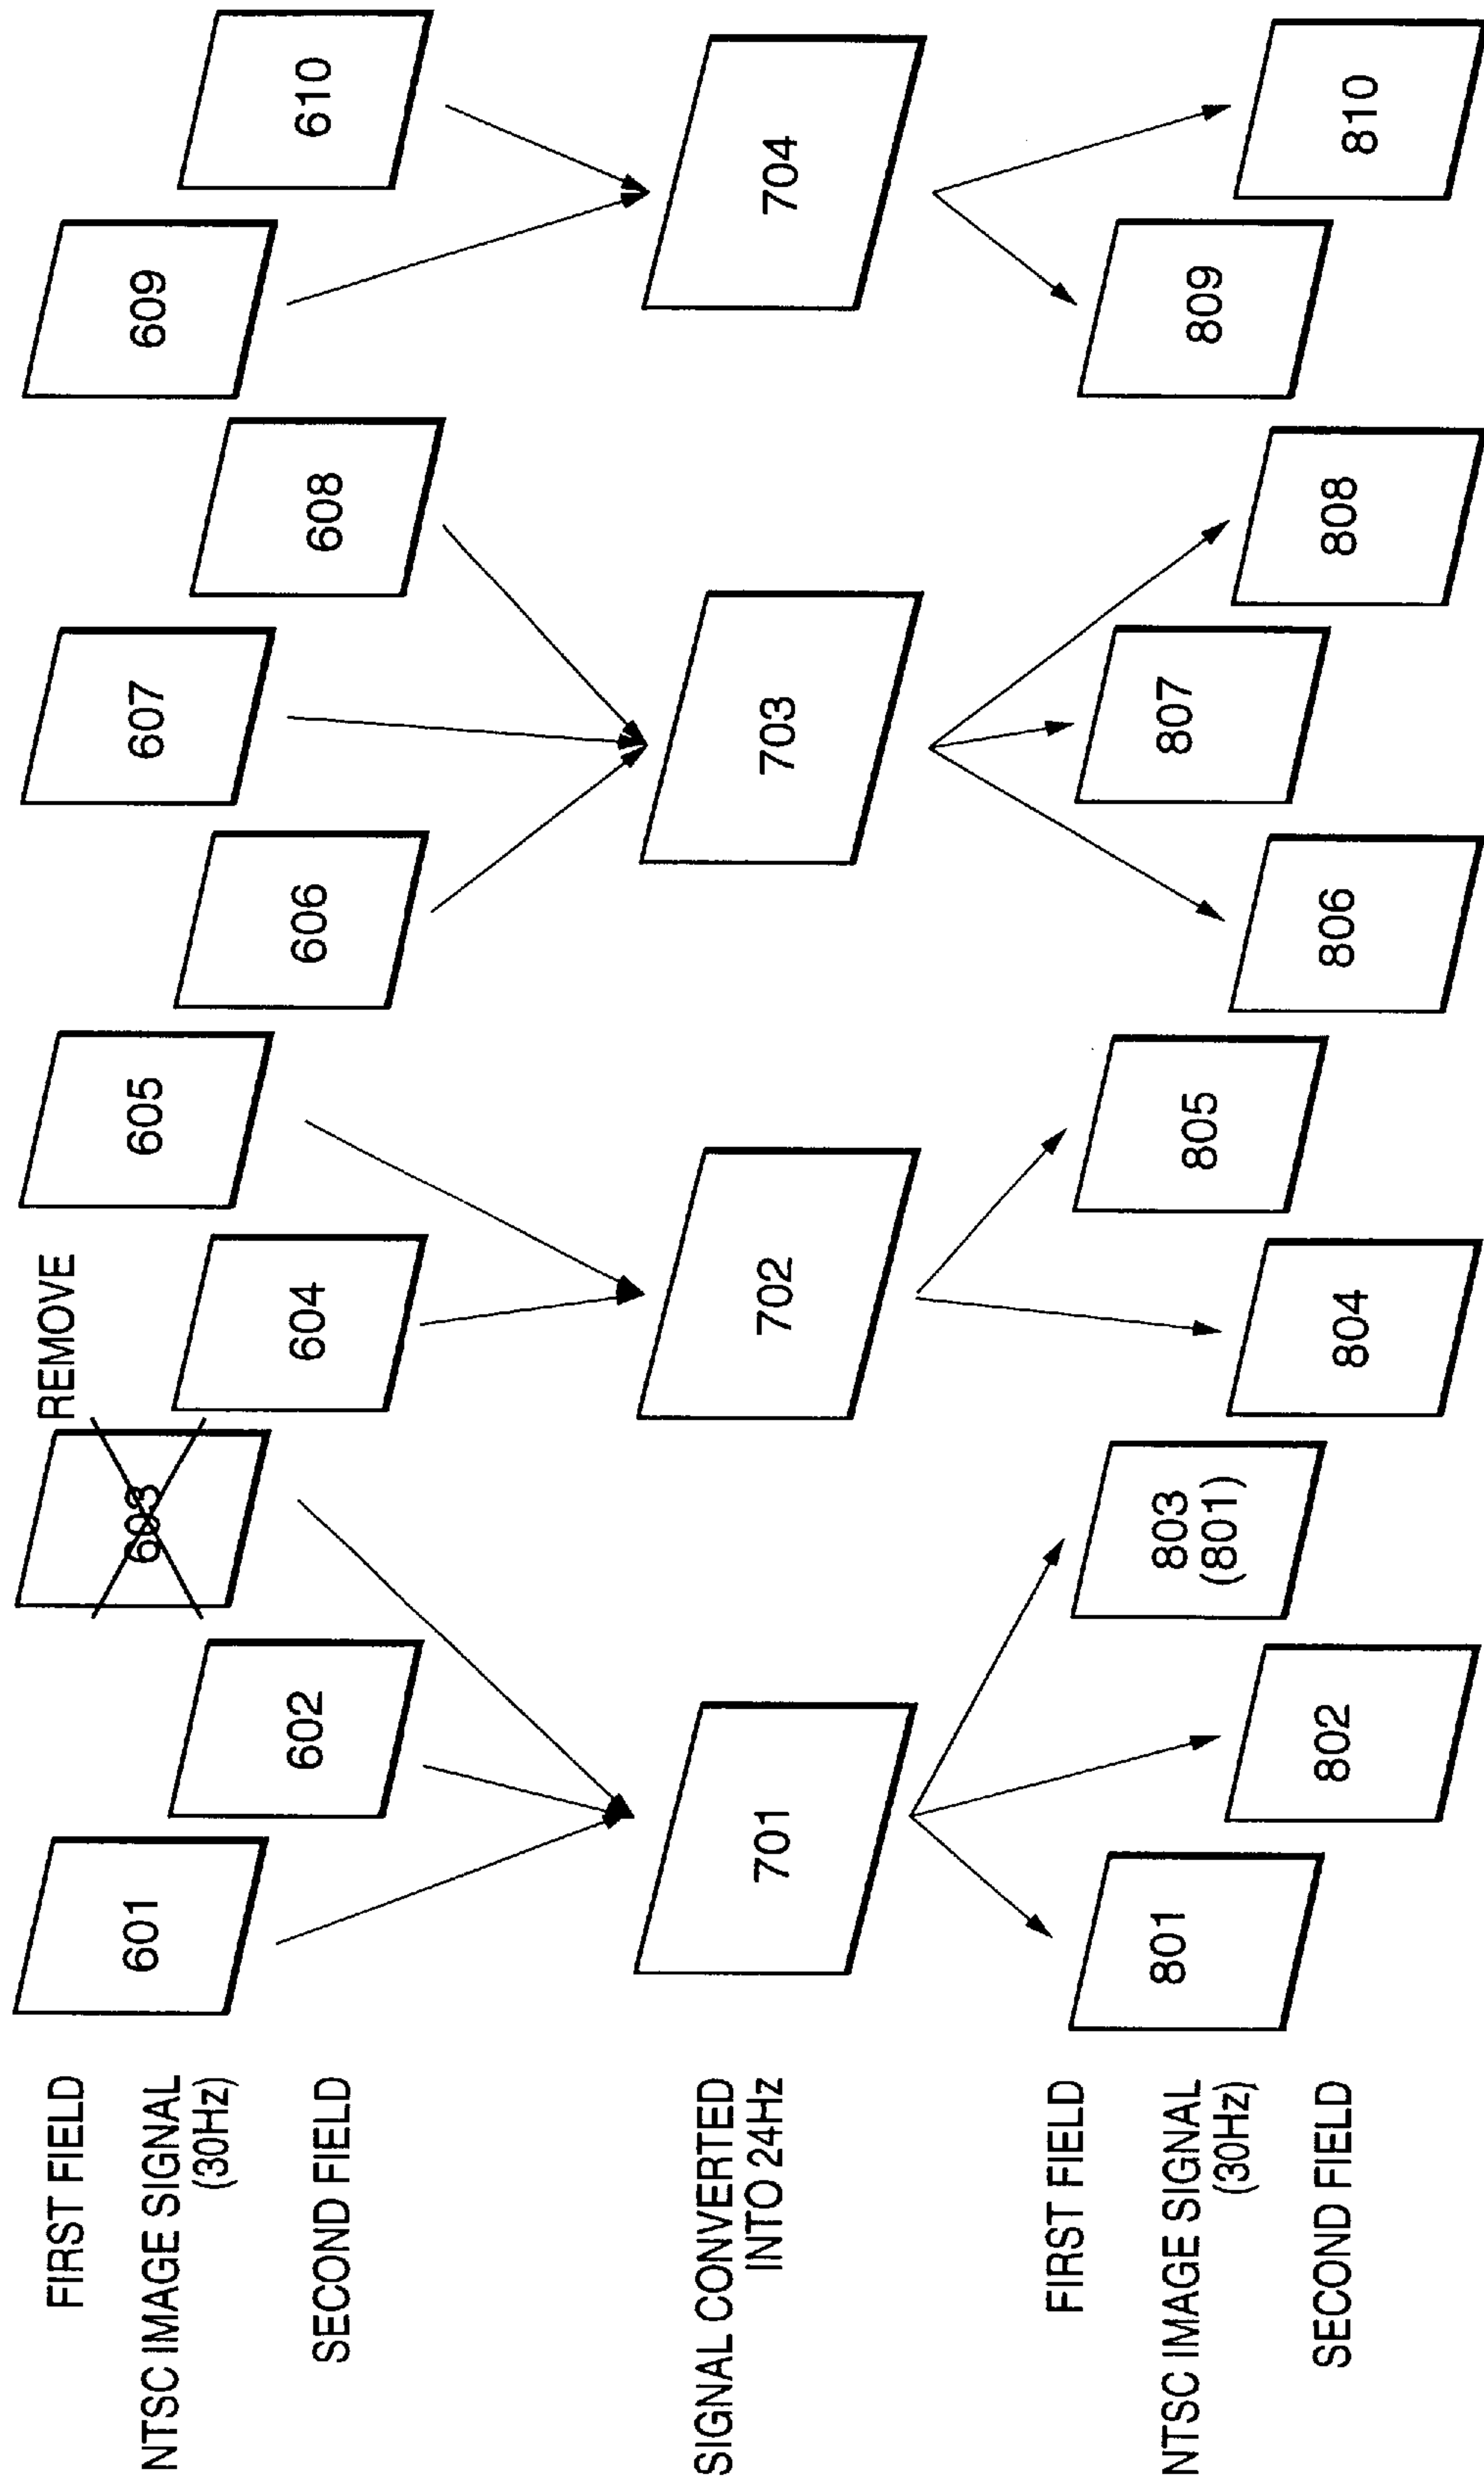 FIRST FIELD
NTSC IMAGE SIGNAL
(30Hz)
SECOND FIELD
601
602
603
REMOVE
604
605
606
607
608
609
610
SIGNAL CONVERTED
INTO 24Hz
701
702
703
704
FIRST FIELD
NTSC IMAGE SIGNAL
(30Hz)
SECOND FIELD
801
802
803
(801)
804
805
806
807
808
809
810